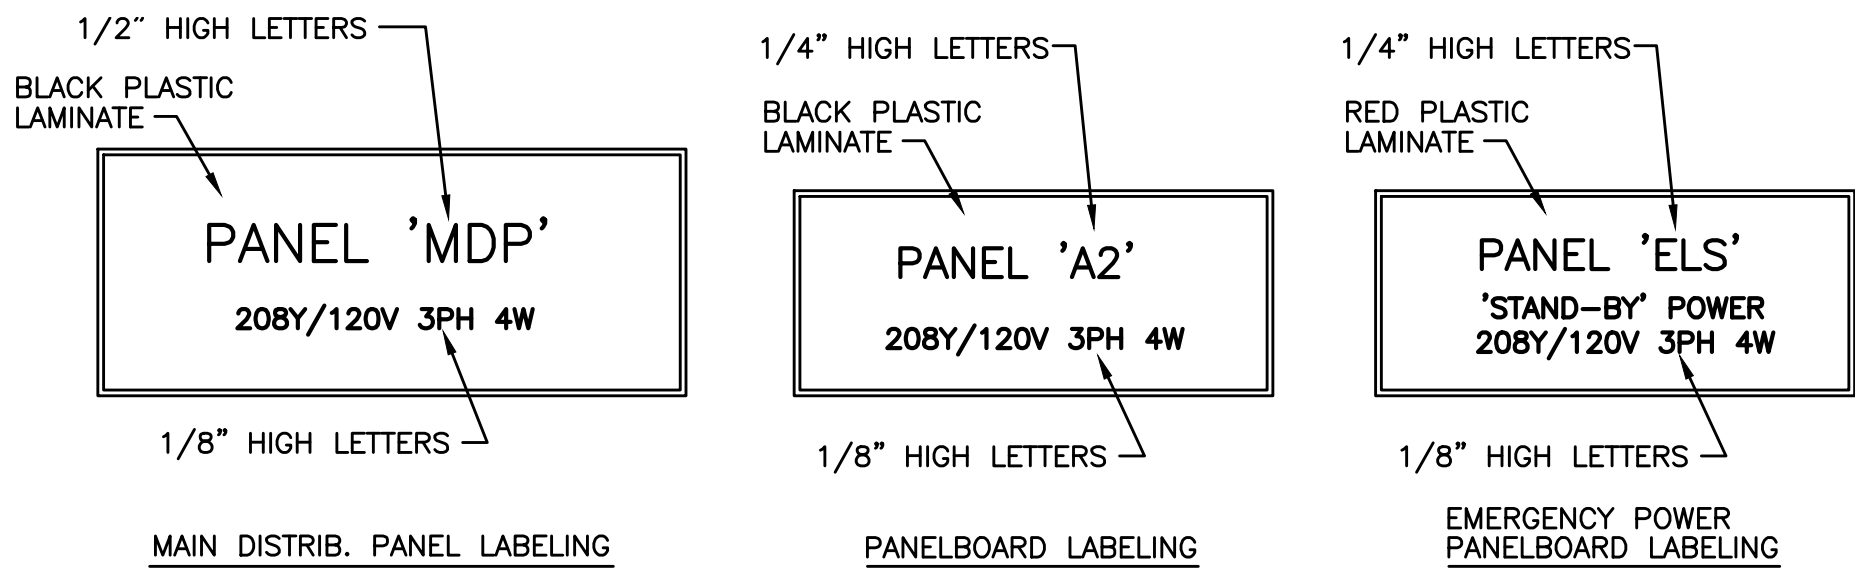 1/2" HIGH LETTERS
BLACK PLASTIC
LAMINATE
PANEL 'MDP'
208Y/120V 3PH 4W
1/8" HIGH LETTERS
MAIN DISTRIB. PANEL LABELING
1/4" HIGH LETTERS
BLACK PLASTIC
LAMINATE
PANEL 'A2'
208Y/120V 3PH 4W
1/8" HIGH LETTERS
PANELBOARD LABELING
1/4" HIGH LETTERS
RED PLASTIC
LAMINATE
PANEL 'ELS'
'STAND-BY' POWER
208Y/120V 3PH 4W
1/8" HIGH LETTERS
EMERGENCY POWER
PANELBOARD LABELING